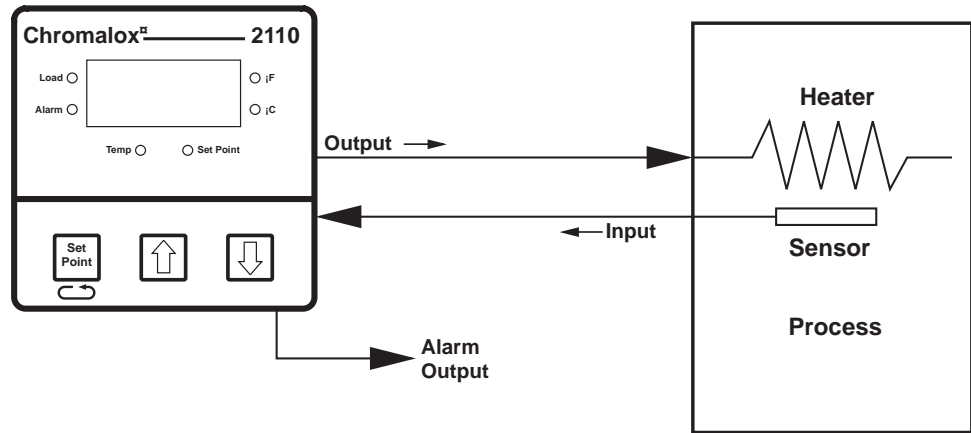 Chromalox¤ 2110
Load ¡F
Alarm ¡C
Temp Set Point
Set
Point
Output
Input
Alarm
Output
Heater
Sensor
Process